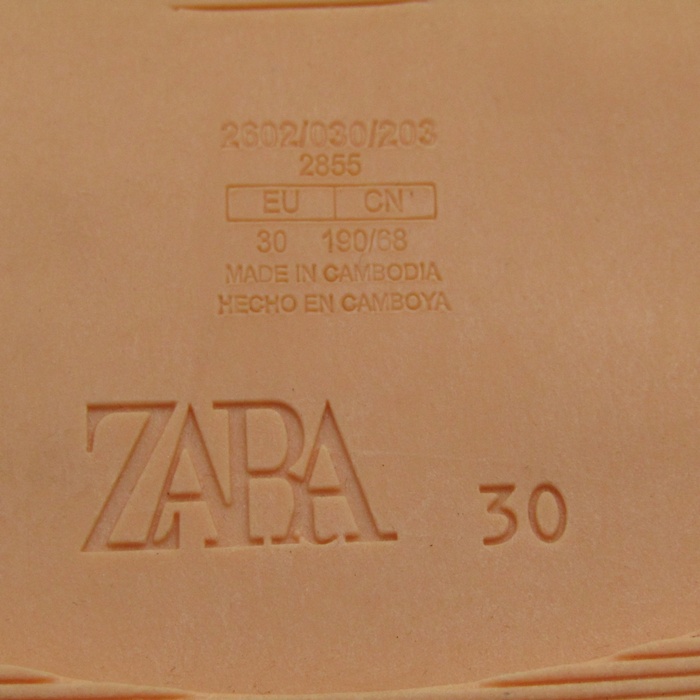 2602/030/203
2855
EU CN
30 190/68
MADE IN CAMBODIA
HECHO EN CAMBOYA
ZARA 30